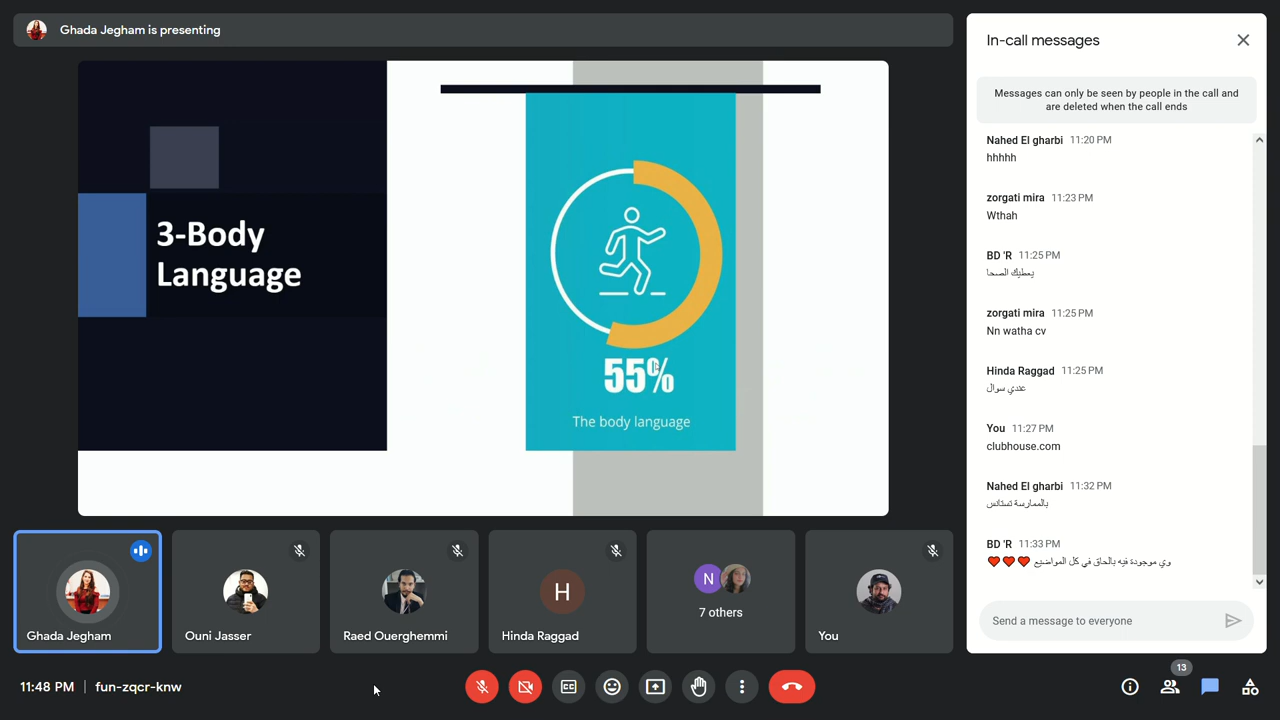 Ghada Jegham is presenting
3-Body
Language
55%
The body language
Ghada Jegham
Ouni Jasser
Raed Ouerghemmi
H
Hinda Raggad
N
7 others
You
11:48 PM | fun-zqcr-knw
13
In-call messages
Messages can only be seen by people in the call and
are deleted when the call ends
Nahed El gharbi 11:20 PM
hhhhh
zorgati mira 11:23 PM
Wthah
BD 'R 11:25 PM
يعطيك الصحا
zorgati mira 11:25 PM
Nn watha cv
Hinda Raggad 11:25 PM
عندي سوال
You 11:27 PM
clubhouse.com
Nahed El gharbi 11:32 PM
بالممارسة تستانس
BD 'R 11:33 PM
وي موجودة فيه بالحاق في كل المواضيع ❤️❤️❤️
Send a message to everyone